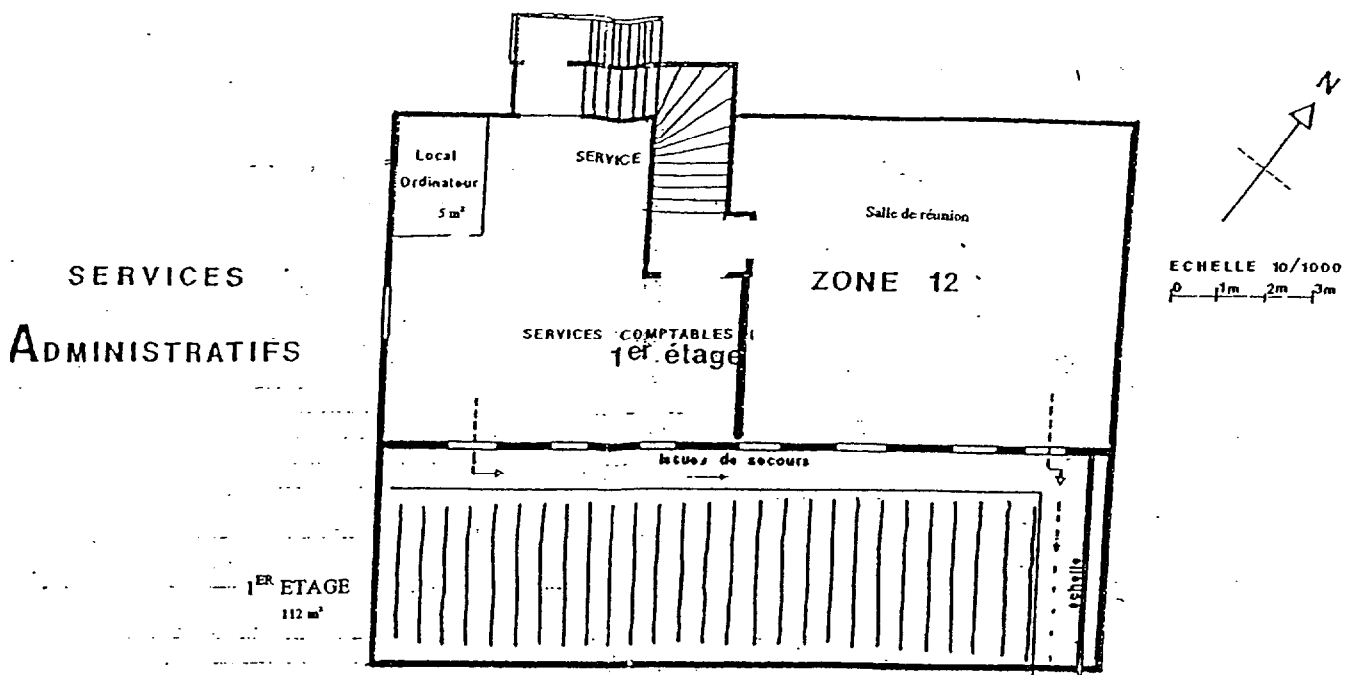 SERVICES
ADMINISTRATIFS
Local
Ordinateur
5 m²
SERVICE
SERVICES COMPTABLES
1er étage
Salle de réunion
ZONE 12
N
ECHELLE 10/1000
0 1m 2m 3m
Issues de secours
echelle
1ER ETAGE
112 m²